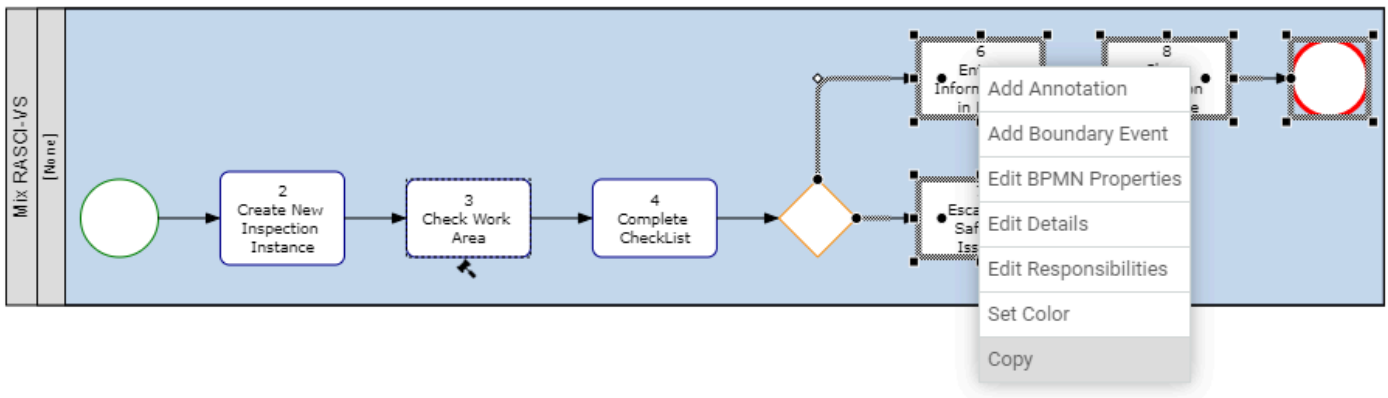 Mix RASCI-VS
[None]
2
Create New
Inspection
Instance
3
Check Work
Area
4
Complete
CheckList
6
in
8
Add Annotation
Add Boundary Event
Edit BPMN Properties
Edit Details
Edit Responsibilities
Set Color
Copy